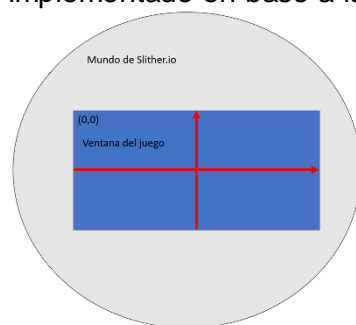 implementado en base a
Mundo de Slither.io
(0,0)
Ventana del juego